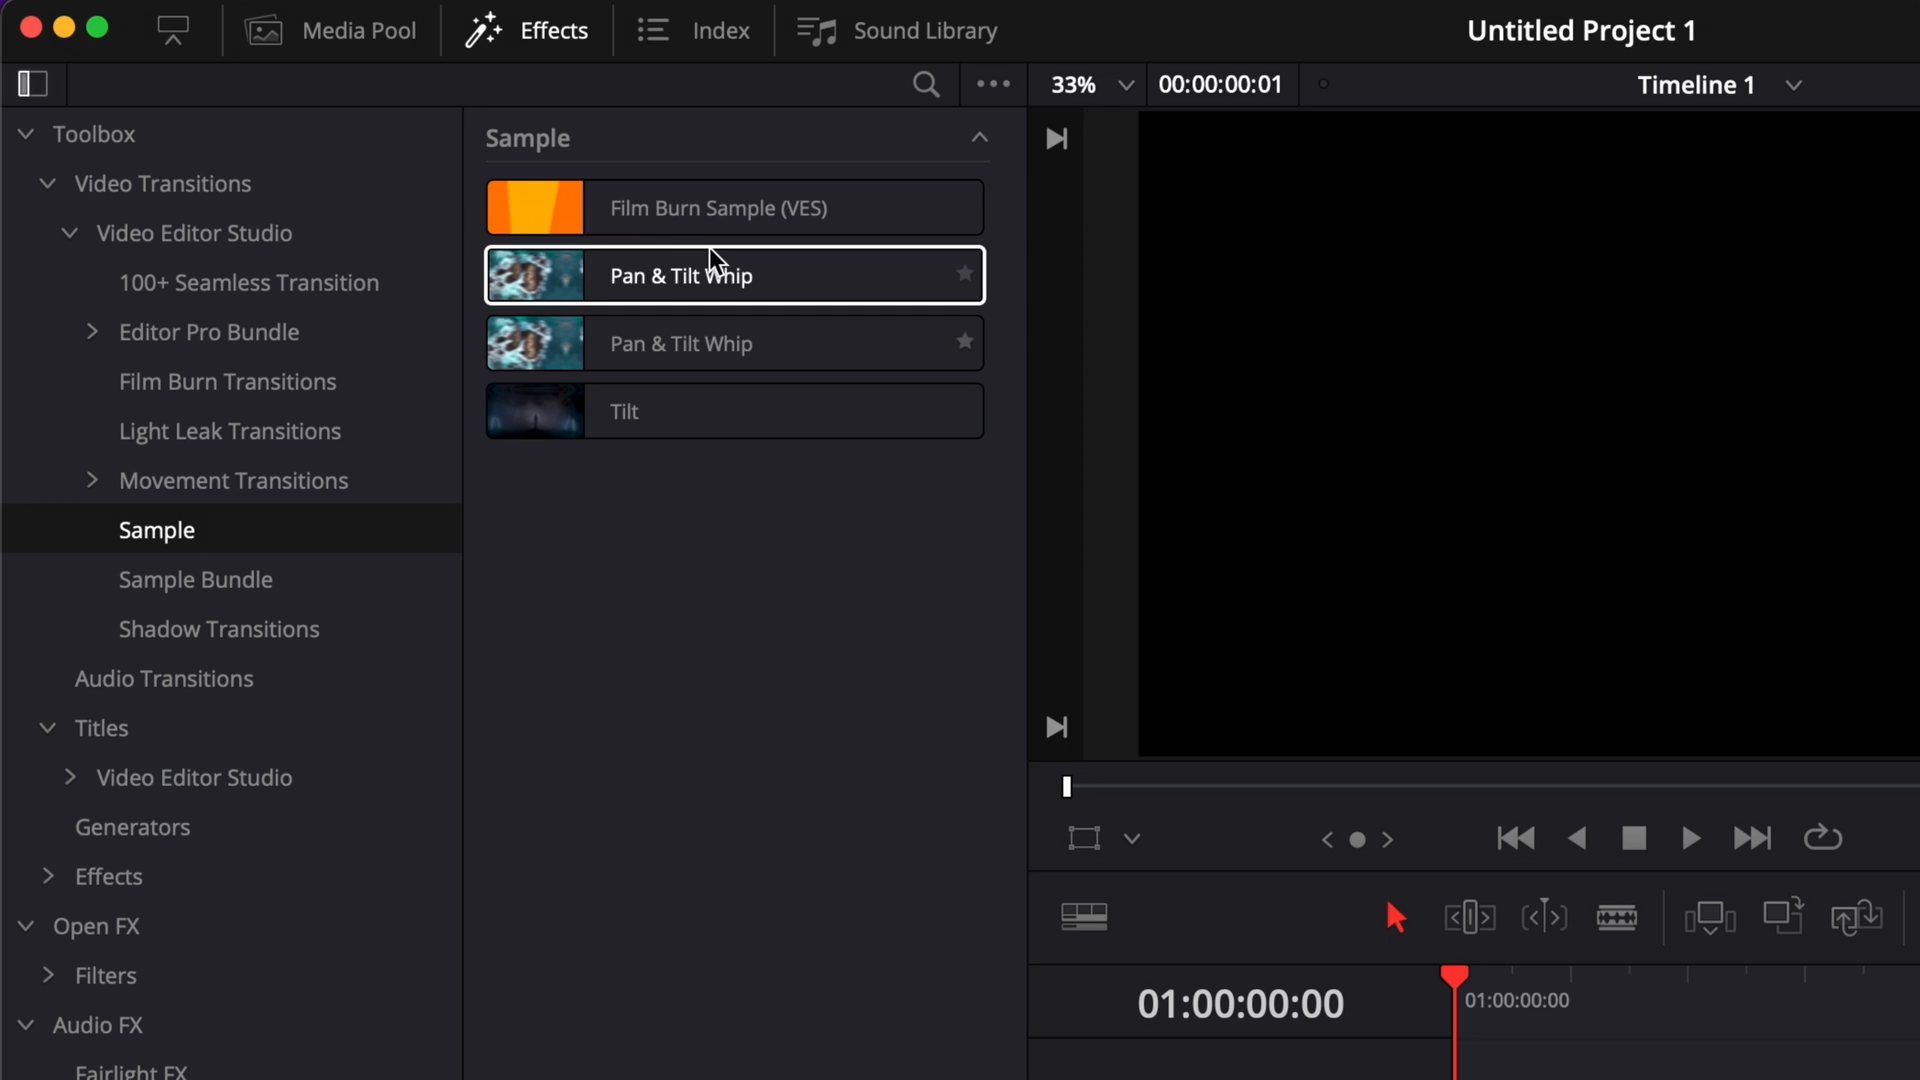 Media Pool
Effects
Index
Sound Library
Untitled Project 1
33%
00:00:00:01
Timeline 1
Toolbox
Video Transitions
Video Editor Studio
100+ Seamless Transition
Editor Pro Bundle
Film Burn Transitions
Light Leak Transitions
Movement Transitions
Sample
Sample Bundle
Shadow Transitions
Audio Transitions
Titles
Video Editor Studio
Generators
Effects
Open FX
Filters
Audio FX
Fairlight FX
Sample
Film Burn Sample (VES)
Pan & Tilt Whip
Pan & Tilt Whip
Tilt
01:00:00:00
01:00:00:00